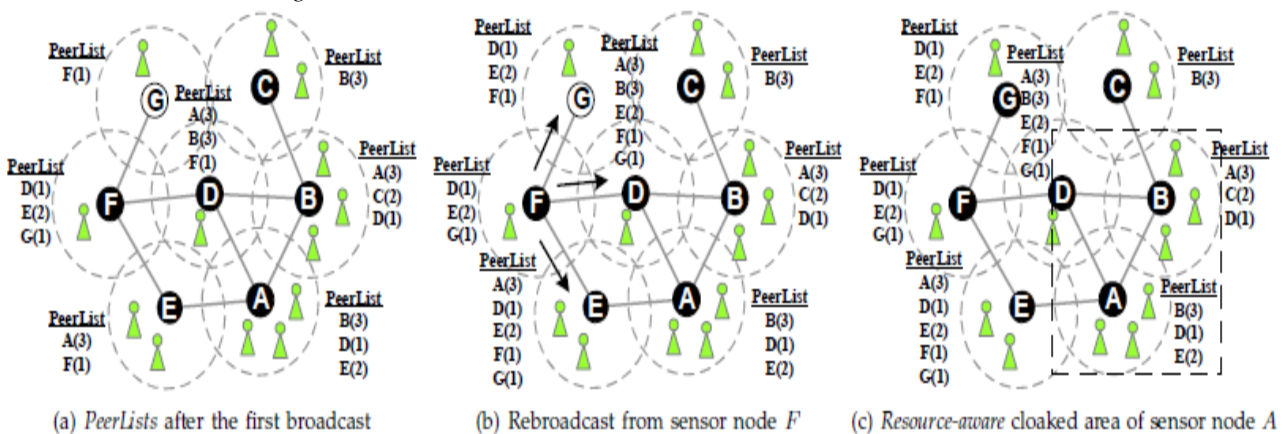 PeerList
F(1)
G
PeerList
A(3)
B(3)
F(1)
C
PeerList
B(3)
PeerList
D(1)
E(2)
G(1)
F
D
B
PeerList
A(3)
C(2)
D(1)
PeerList
A(3)
F(1)
E
A
PeerList
B(3)
D(1)
E(2)
(a) PeerLists after the first broadcast
PeerList
D(1)
E(2)
F(1)
G
PeerList
A(3)
B(3)
E(2)
F(1)
G(1)
C
PeerList
B(3)
PeerList
D(1)
E(2)
G(1)
F
D
B
PeerList
A(3)
C(2)
D(1)
PeerList
A(3)
D(1)
E(2)
F(1)
G(1)
E
A
PeerList
B(3)
D(1)
E(2)
(b) Rebroadcast from sensor node F
PeerList
D(1)
E(2)
F(1)
G
PeerList
A(3)
B(3)
E(2)
F(1)
G(1)
C
PeerList
B(3)
PeerList
D(1)
E(2)
G(1)
F
D
B
PeerList
A(3)
C(2)
D(1)
PeerList
A(3)
D(1)
E(2)
F(1)
G(1)
E
A
PeerList
B(3)
D(1)
E(2)
(c) Resource-aware cloaked area of sensor node A